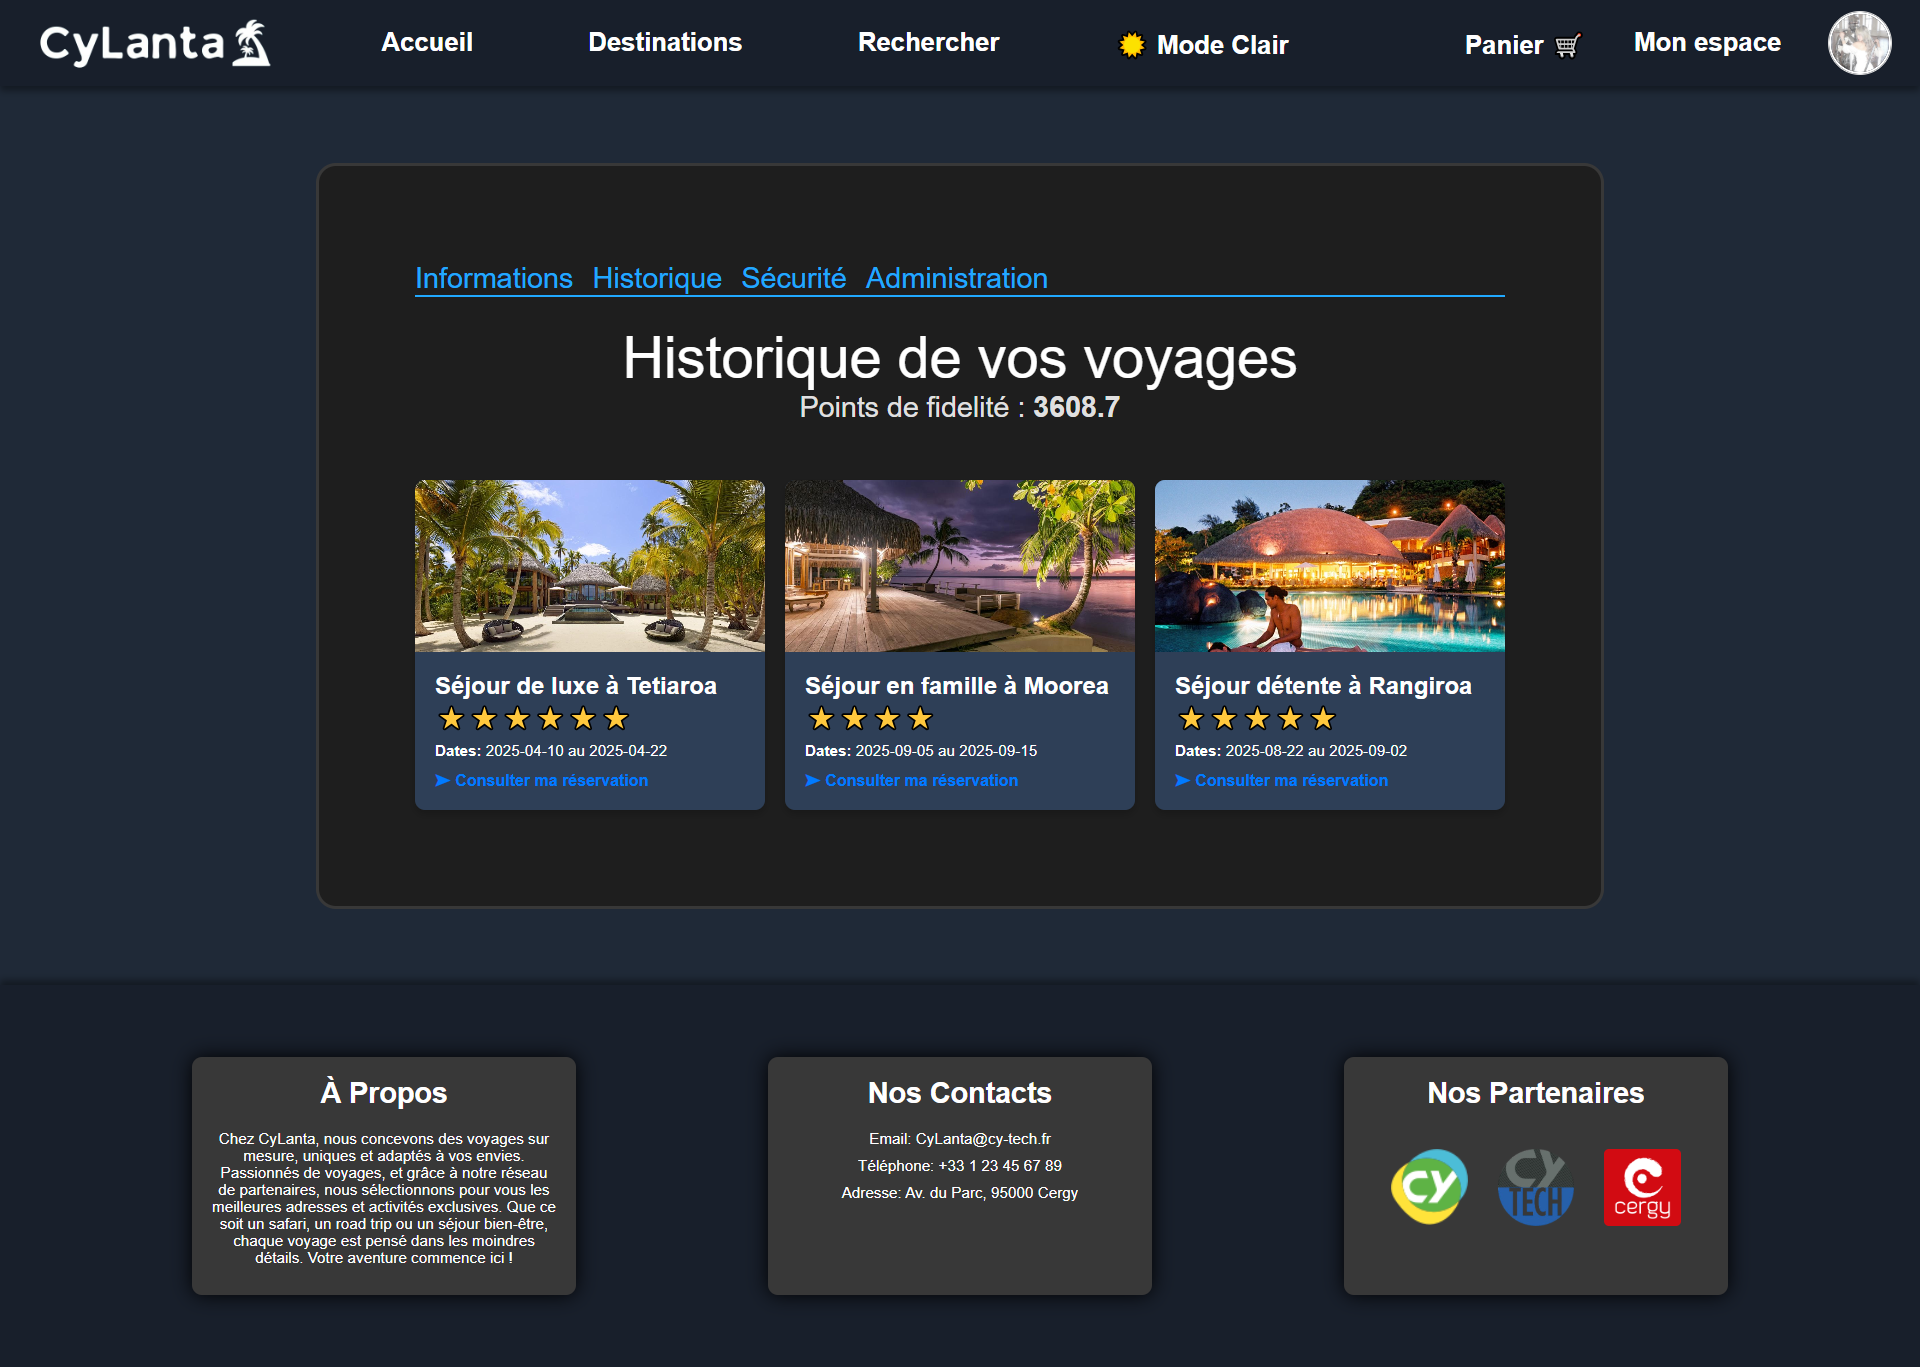 CyLanta
Accueil
Destinations
Rechercher
Mode Clair
Panier
Mon espace
Informations Historique Sécurité Administration
Historique de vos voyages
Points de fidelité : 3608.7
Séjour de luxe à Tetiaroa
Dates: 2025-04-10 au 2025-04-22
➤ Consulter ma réservation
Séjour en famille à Moorea
Dates: 2025-09-05 au 2025-09-15
➤ Consulter ma réservation
Séjour détente à Rangiroa
Dates: 2025-08-22 au 2025-09-02
➤ Consulter ma réservation
À Propos
Chez CyLanta, nous concevons des voyages sur
mesure, uniques et adaptés à vos envies.
Passionnés de voyages, et grâce à notre réseau
de partenaires, nous sélectionnons pour vous les
meilleures adresses et activités exclusives. Que ce
soit un safari, un road trip ou un séjour bien-être,
chaque voyage est pensé dans les moindres
détails. Votre aventure commence ici !
Nos Contacts
Email: CyLanta@cy-tech.fr
Téléphone: +33 1 23 45 67 89
Adresse: Av. du Parc, 95000 Cergy
Nos Partenaires
CY
CY
TECH
cergy